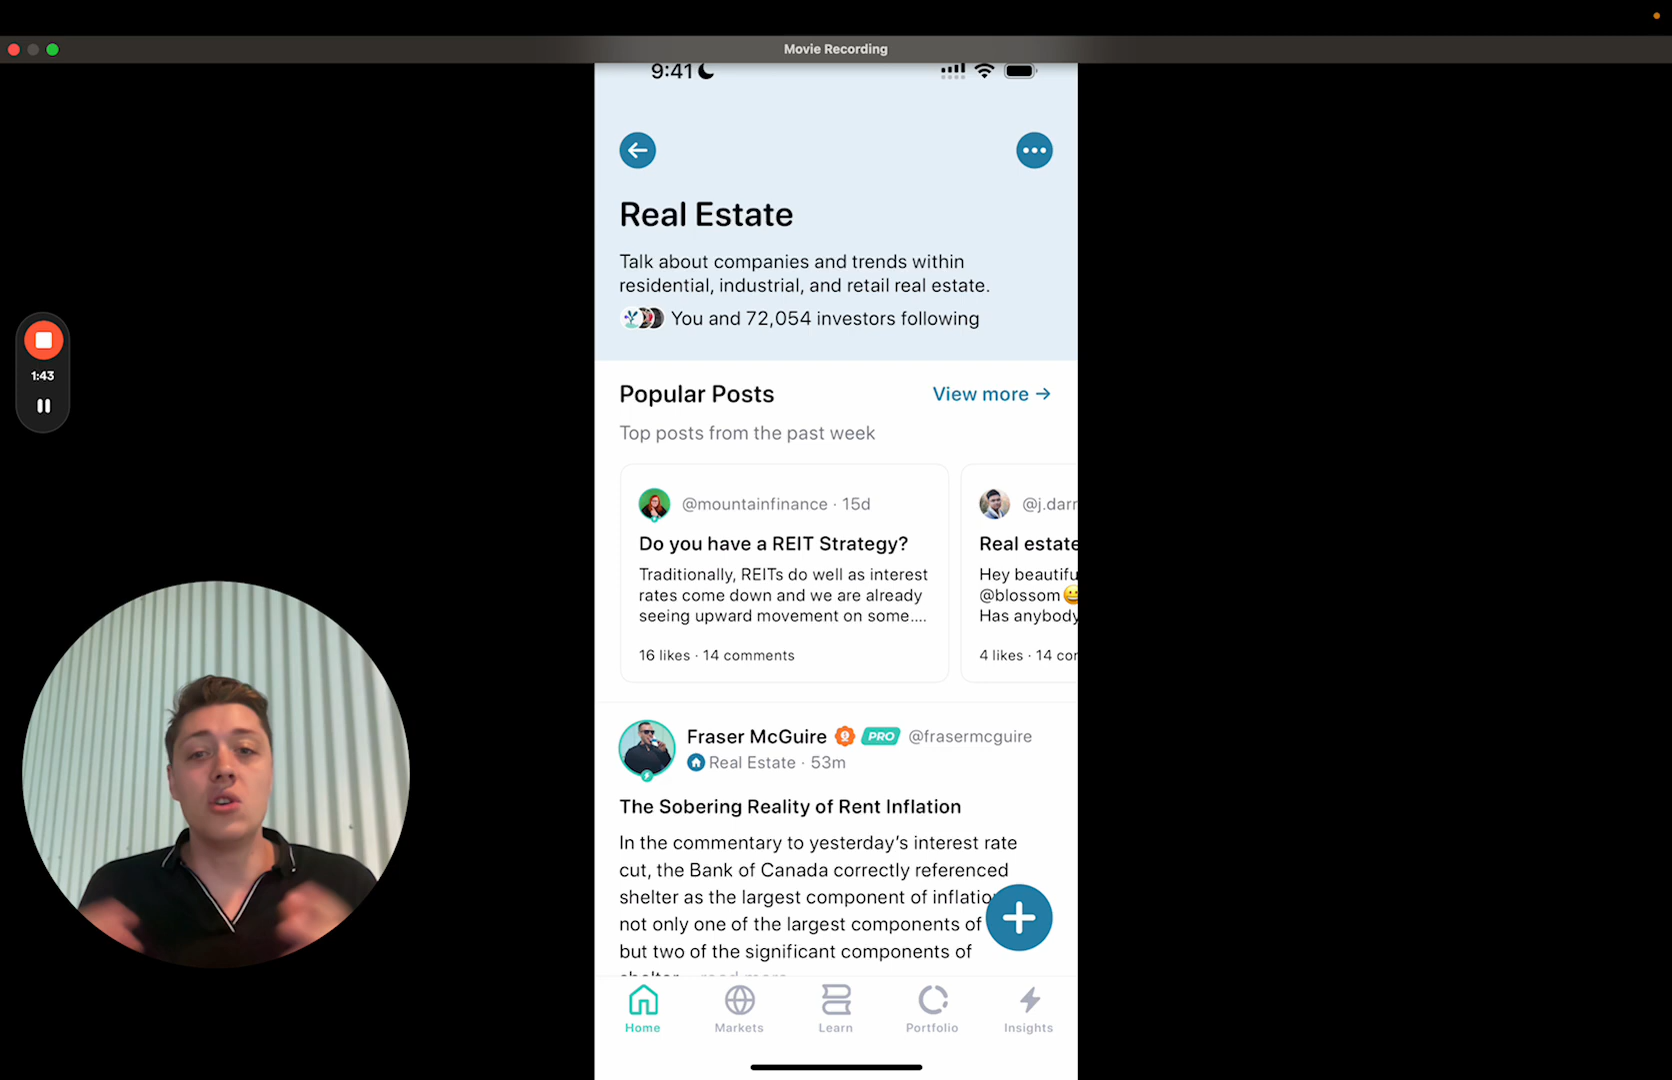 Movie Recording
9:41
Real Estate
Talk about companies and trends within
residential, industrial, and retail real estate.
You and 72,054 investors following
1:43
Popular Posts
View more →
Top posts from the past week
@mountainfinance · 15d
Do you have a REIT Strategy?
Traditionally, REITs do well as interest
rates come down and we are already
seeing upward movement on some....
16 likes · 14 comments
@j.darr
Real estate
Hey beautifu
@blossom😀
Has anybody
4 likes · 14 cor
Fraser McGuire PRO @frasermcguire
Real Estate · 53m
The Sobering Reality of Rent Inflation
In the commentary to yesterday's interest rate
cut, the Bank of Canada correctly referenced
shelter as the largest component of inflatio
not only one of the largest components of
but two of the significant components of
Home
Markets
Learn
Portfolio
Insights